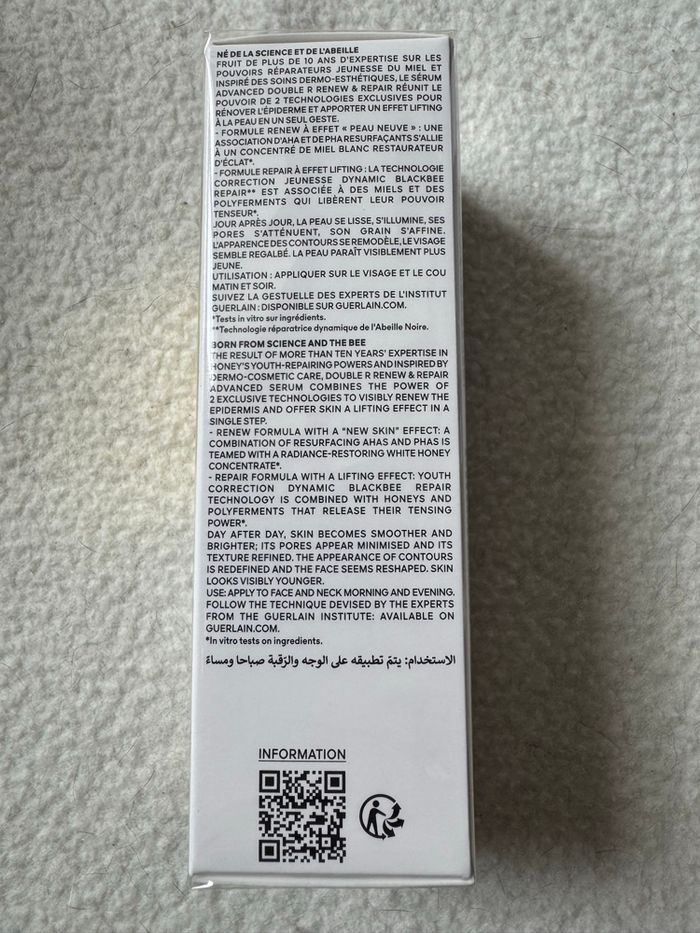 NÉ DE LA SCIENCE ET DE L'ABEILLE
FRUIT DE PLUS DE 10 ANS D'EXPERTISE SUR LES
POUVOIRS RÉPARATEURS JEUNESSE DU MIEL ET
INSPIRÉ DES SOINS DERMO-ESTHÉTIQUES, LE SÉRUM
ADVANCED DOUBLE R RENEW & REPAIR RÉUNIT LE
POUVOIR DE 2 TECHNOLOGIES EXCLUSIVES POUR
RÉNOVER L'ÉPIDERME ET APPORTER UN EFFET LIFTING
À LA PEAU EN UN SEUL GESTE.
- FORMULE RENEW À EFFET « PEAU NEUVE » : UNE
ASSOCIATION D'AHA ET DE PHA RESURFAÇANTS S'ALLIE
À UN CONCENTRÉ DE MIEL BLANC RESTAURATEUR
D'ÉCLAT*.
- FORMULE REPAIR À EFFET LIFTING : LA TECHNOLOGIE
CORRECTION JEUNESSE DYNAMIC BLACKBEE
REPAIR** EST ASSOCIÉE À DES MIELS ET DES
POLYFERMENTS QUI LIBÈRENT LEUR POUVOIR
TENSEUR*.
JOUR APRÈS JOUR, LA PEAU SE LISSE, S'ILLUMINE, SES
PORES S'ATTÉNUENT, SON GRAIN S'AFFINE.
L'APPARENCE DES CONTOURS SE REMODÈLE, LE VISAGE
SEMBLE REGALBÉ. LA PEAU PARAÎT VISIBLEMENT PLUS
JEUNE.
UTILISATION : APPLIQUER SUR LE VISAGE ET LE COU
MATIN ET SOIR.
SUIVEZ LA GESTUELLE DES EXPERTS DE L'INSTITUT
GUERLAIN : DISPONIBLE SUR GUERLAIN.COM.
*Tests in vitro sur ingrédients.
**Technologie réparatrice dynamique de l'Abeille Noire.
BORN FROM SCIENCE AND THE BEE
THE RESULT OF MORE THAN TEN YEARS' EXPERTISE IN
HONEY'S YOUTH-REPAIRING POWERS AND INSPIRED BY
DERMO-COSMETIC CARE, DOUBLE R RENEW & REPAIR
ADVANCED SERUM COMBINES THE POWER OF
2 EXCLUSIVE TECHNOLOGIES TO VISIBLY RENEW THE
EPIDERMIS AND OFFER SKIN A LIFTING EFFECT IN A
SINGLE STEP.
- RENEW FORMULA WITH A "NEW SKIN" EFFECT: A
COMBINATION OF RESURFACING AHAS AND PHAS IS
TEAMED WITH A RADIANCE-RESTORING WHITE HONEY
CONCENTRATE*.
- REPAIR FORMULA WITH A LIFTING EFFECT: YOUTH
CORRECTION DYNAMIC BLACKBEE REPAIR
TECHNOLOGY IS COMBINED WITH HONEYS AND
POLYFERMENTS THAT RELEASE THEIR TENSING
POWER*.
DAY AFTER DAY, SKIN BECOMES SMOOTHER AND
BRIGHTER; ITS PORES APPEAR MINIMISED AND ITS
TEXTURE REFINED. THE APPEARANCE OF CONTOURS
IS REDEFINED AND THE FACE SEEMS RESHAPED. SKIN
LOOKS VISIBLY YOUNGER.
USE: APPLY TO FACE AND NECK MORNING AND EVENING.
FOLLOW THE TECHNIQUE DEVISED BY THE EXPERTS
FROM THE GUERLAIN INSTITUTE: AVAILABLE ON
GUERLAIN.COM.
*In vitro tests on ingredients.
الاستخدام: يتمّ تطبيقه على الوجه والرّقبة صباحا ومساءً
INFORMATION